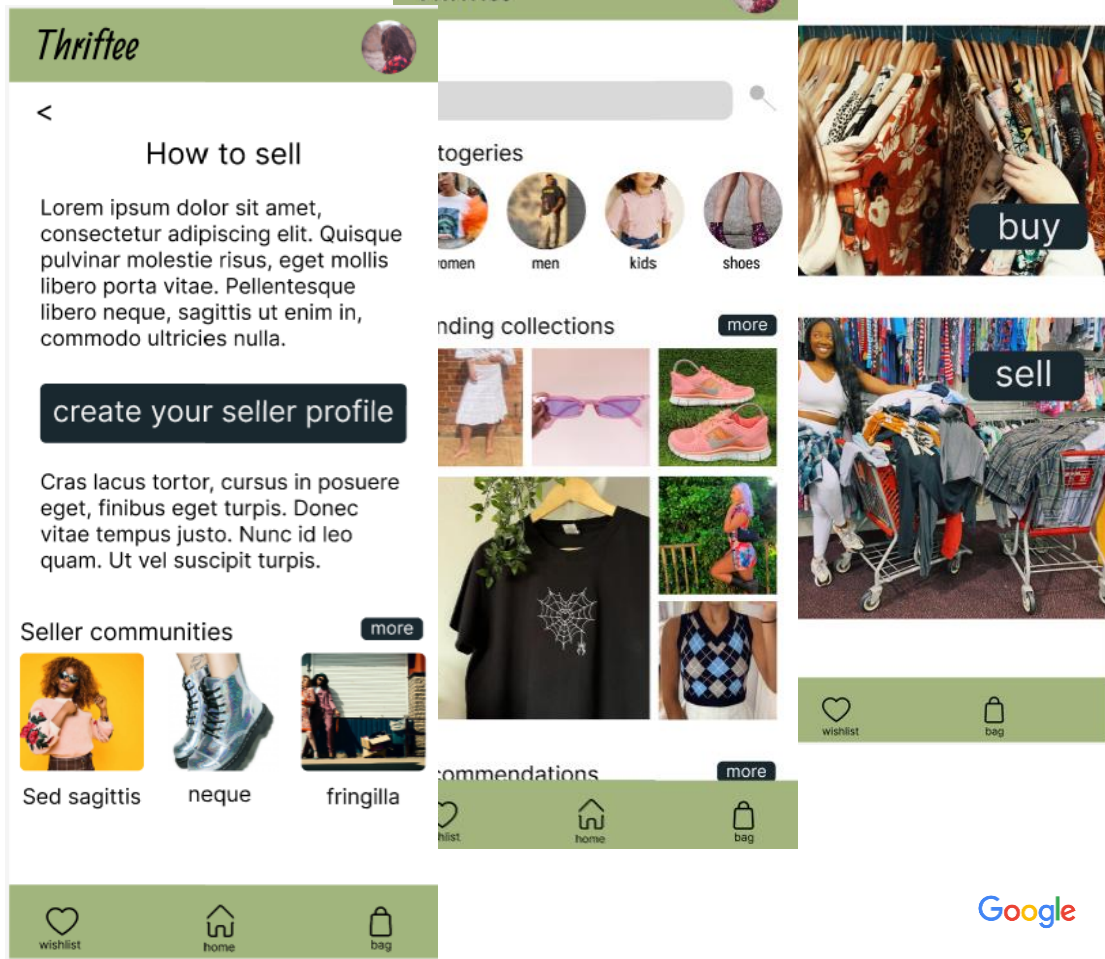 Thriftee
<
How to sell
Lorem ipsum dolor sit amet,
consectetur adipiscing elit. Quisque
pulvinar molestie risus, eget mollis
libero porta vitae. Pellentesque
libero neque, sagittis ut enim in,
commodo ultricies nulla.
create your seller profile
Cras lacus tortor, cursus in posuere
eget, finibus eget turpis. Donec
vitae tempus justo. Nunc id leo
quam. Ut vel suscipit turpis.
Seller communities
more
Sed sagittis neque fringilla
wishlist home bag
togeries
omen men kids shoes
nding collections
more
ommendations
more
hlist home bag
buy
sell
wishlist bag
Google